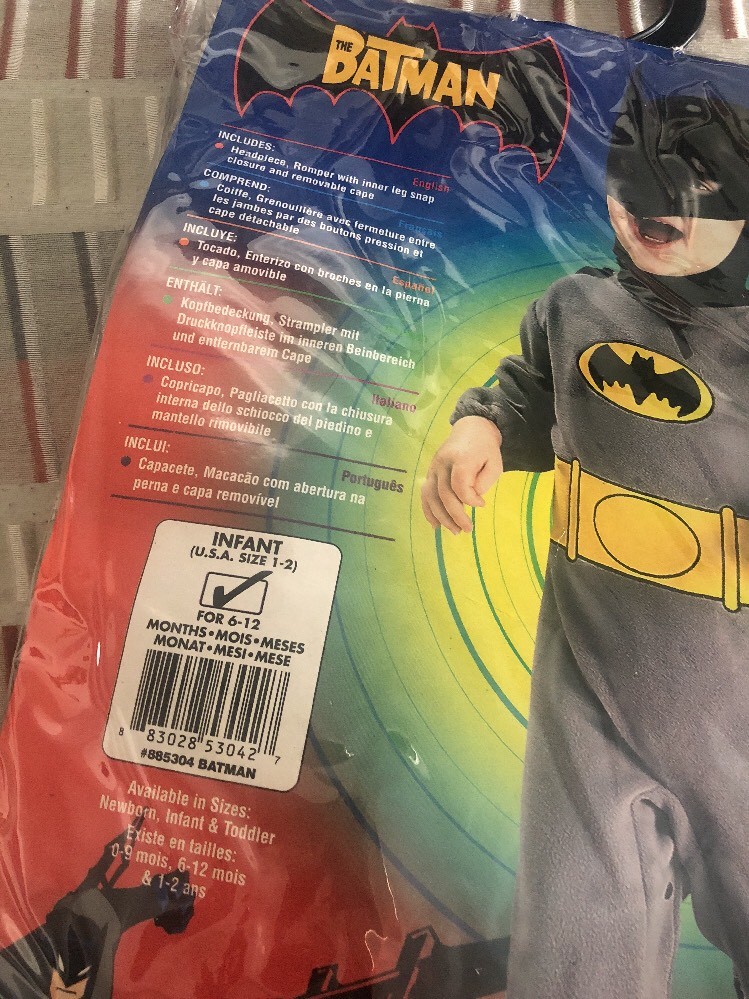 THE
BATMAN
INCLUDES:
English
Headpiece, Romper with inner leg snap
closure and removable cape
COMPREND:
Français
Coiffe, Grenouillère avec fermeture entre
les jambes par des boutons pression et
cape détachable
INCLUYE:
Español
Tocado, Enterizo con broches en la pierna
y capa amovible
ENTHÄLT:
Kopfbedeckung, Strampler mit
Druckknopfleiste im inneren Beinbereich
und entfernbarem Cape
INCLUSO:
Italiano
Copricapo, Pagliacetto con la chiusura
interna dello schiocco del piedino e
mantello rimovibile
INCLUI:
Português
Capacete, Macacão com abertura na
perna e capa removível
INFANT
(U.S.A. SIZE 1-2)
FOR 6-12
MONTHS•MOIS•MESES
MONAT•MESI•MESE
8 83028 53042 7
#885304 BATMAN
Available in Sizes:
Newborn, Infant & Toddler
Existe en tailles:
0-9 mois, 6-12 mois
& 1-2 ans